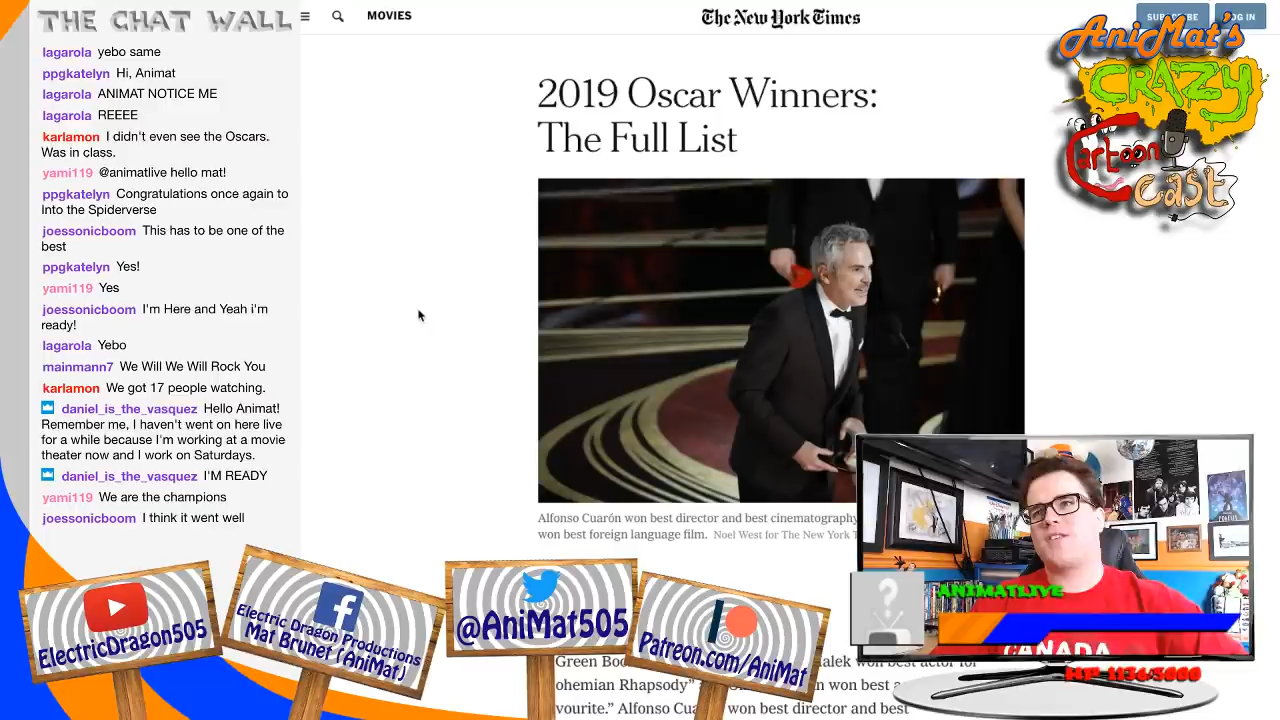 THE CHAT WALL
lagarola yebo same
ppgkatelyn Hi, Animat
lagarola ANIMAT NOTICE ME
lagarola REEEE
karlamon I didn't even see the Oscars.
Was in class.
yami119 @animatlive hello mat!
ppgkatelyn Congratulations once again to
Into the Spiderverse
joessonicboom This has to be one of the
best
ppgkatelyn Yes!
yami119 Yes
joessonicboom I'm Here and Yeah i'm
ready!
lagarola Yebo
mainmann7 We Will We Will Rock You
karlamon We got 17 people watching.
daniel_is_the_vasquez Hello Animat!
Remember me, I haven't went on here live
for a while because I'm working at a movie
theater now and I work on Saturdays.
daniel_is_the_vasquez I'M READY
yami119 We are the champions
joessonicboom I think it went well
MOVIES
The New York Times
SUBSCRIBE
LOG IN
AniMat's
CRAZY
Cartoon
Cast
2019 Oscar Winners:
The Full List
Alfonso Cuarón won best director and best cinematography
won best foreign language film. Noel West for The New York
Green Boo
alek won best actor for
ohemian Rhapsody"
n won best a
vourite." Alfonso Cua
won best director and best
ElectricDragon505
Electric Dragon Productions
Mat Brunet (AniMat)
@AniMat505
Patreon.com/AniMat
ANIMATLIVE
CANADA